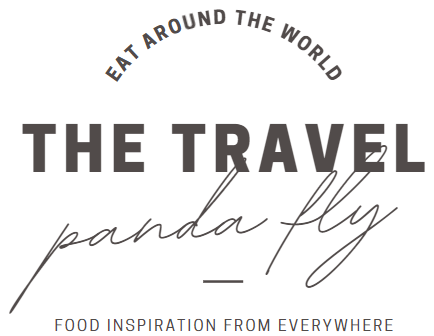 EAT AROUND THE WORLD
THE TRAVEL
panda fly
FOOD INSPIRATION FROM EVERYWHERE